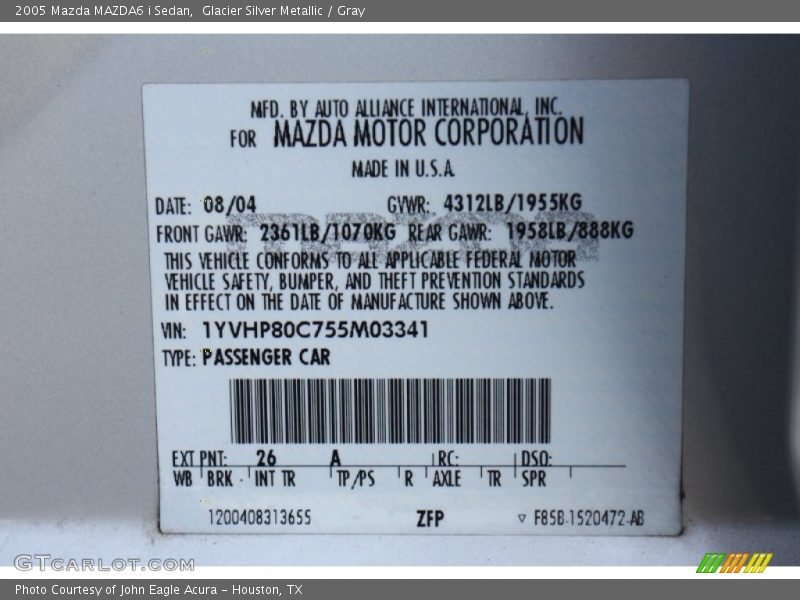 2005 Mazda MAZDA6 i Sedan,  Glacier Silver Metallic / Gray
MFD. BY AUTO ALLIANCE INTERNATIONAL, INC.
FOR MAZDA MOTOR CORPORATION
MADE IN U.S.A.
DATE: 08/04 GVWR: 4312LB/1955KG
mazda
FRONT GAWR: 2361LB/1070KG REAR GAWR: 1958LB/888KG
THIS VEHICLE CONFORMS TO ALL APPLICABLE FEDERAL MOTOR
VEHICLE SAFETY, BUMPER, AND THEFT PREVENTION STANDARDS
IN EFFECT ON THE DATE OF MANUFACTURE SHOWN ABOVE.
VIN: 1YVHP80C755M03341
TYPE: PASSENGER CAR
EXT PNT: 26 A RC: DSO:
WB BRK INT TR TP/PS R AXLE TR SPR
1200408313655 ZFP ▽ F85B-1520472-AB
GTCARLOT.COM
Photo Courtesy of John Eagle Acura - Houston, TX